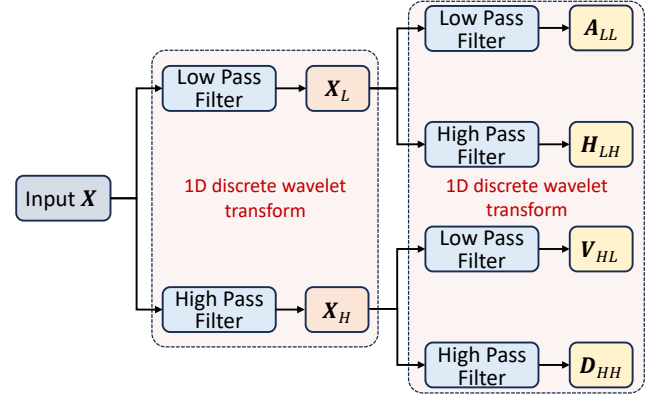 Input X
Low Pass
Filter
X_L
1D discrete wavelet
transform
High Pass
Filter
X_H
Low Pass
Filter
A_LL
High Pass
Filter
H_LH
1D discrete wavelet
transform
Low Pass
Filter
V_HL
High Pass
Filter
D_HH